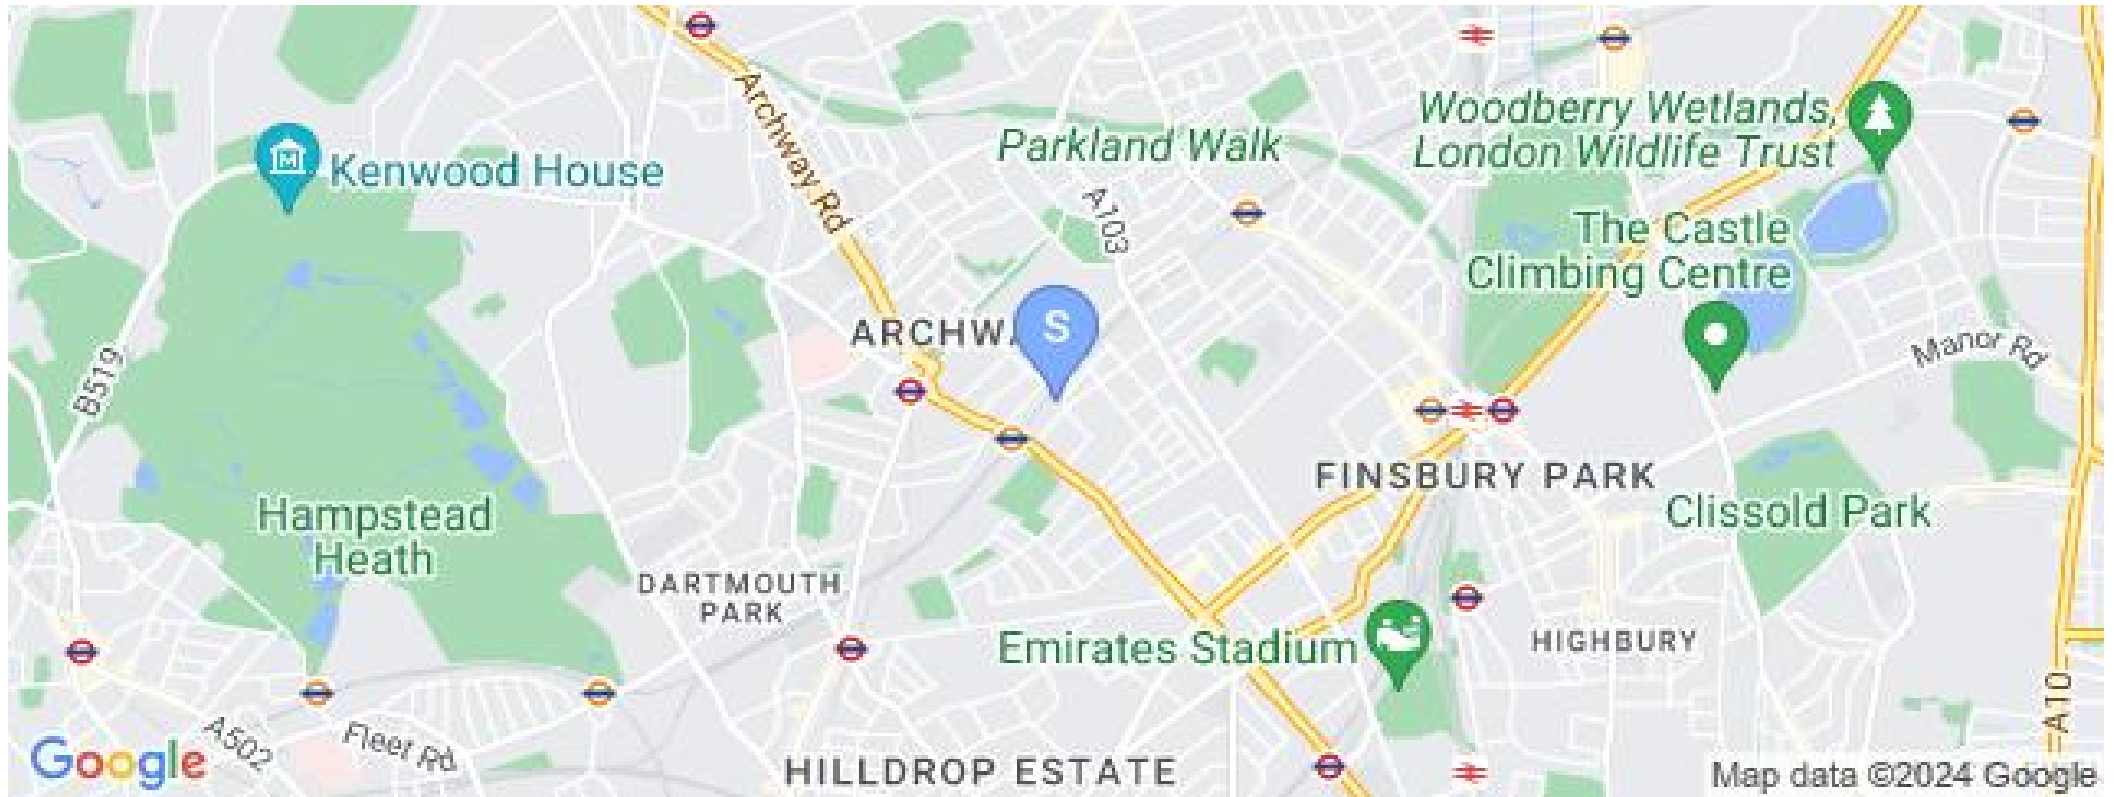 Archway Rd
Woodberry Wetlands,
London Wildlife Trust
Parkland Walk
Kenwood House
A103
The Castle
Climbing Centre
ARCHWA
S
Manor Rd
B519
FINSBURY PARK
Clissold Park
Hampstead
Heath
DARTMOUTH
PARK
Emirates Stadium
HIGHBURY
A10
A502
Fleet Rd
Google
HILLDROP ESTATE
Map data ©2024 Google